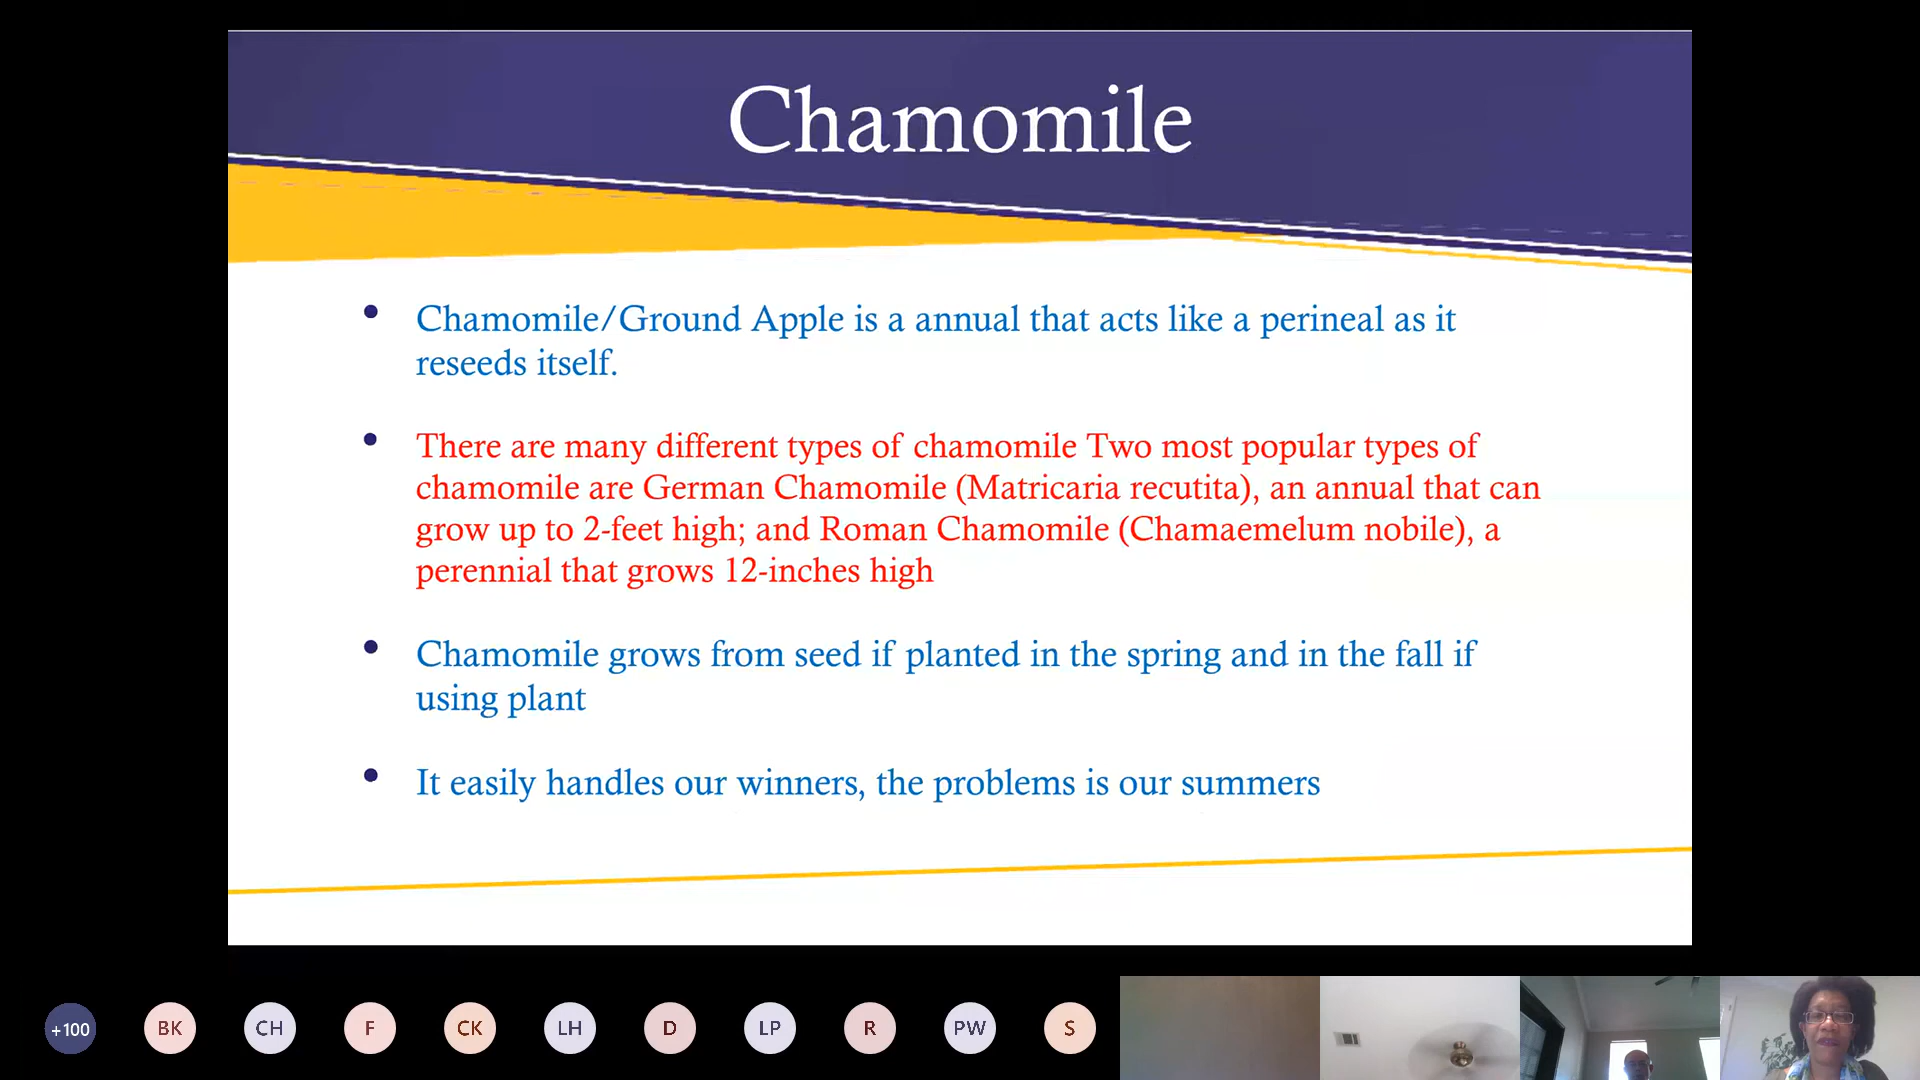 Chamomile
• Chamomile/Ground Apple is a annual that acts like a perineal as it
reseeds itself.
• There are many different types of chamomile Two most popular types of
chamomile are German Chamomile (Matricaria recutita), an annual that can
grow up to 2-feet high; and Roman Chamomile (Chamaemelum nobile), a
perennial that grows 12-inches high
• Chamomile grows from seed if planted in the spring and in the fall if
using plant
• It easily handles our winners, the problems is our summers
+100 BK CH F CK LH D LP R PW S